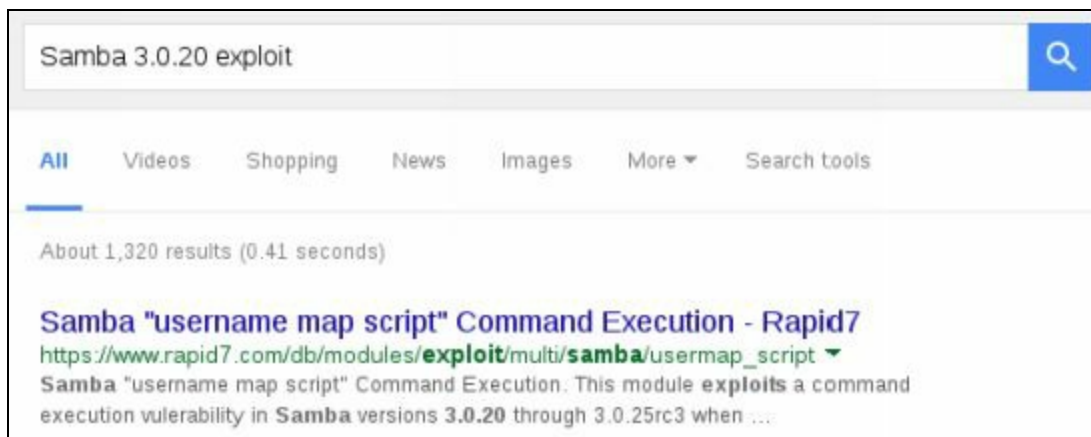 Samba 3.0.20 exploit
All Videos Shopping News Images More Search tools
About 1,320 results (0.41 seconds)
Samba "username map script" Command Execution - Rapid7
https://www.rapid7.com/db/modules/exploit/multi/samba/usermap_script
Samba "username map script" Command Execution. This module exploits a command
execution vulerability in Samba versions 3.0.20 through 3.0.25rc3 when ...